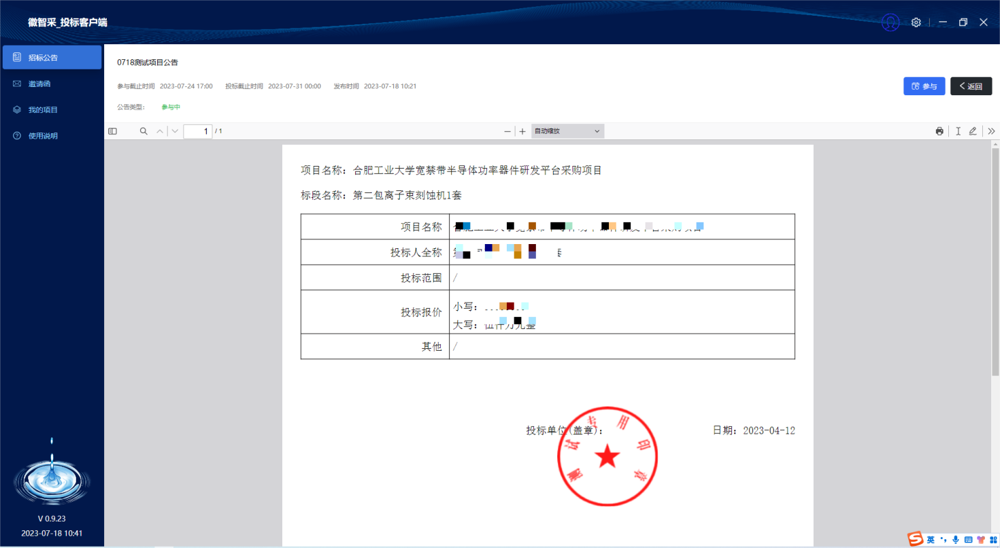 徽智采_投标客户端
招标公告
邀请函
我的项目
使用说明
V 0.9.23
2023-07-18 10:41
0718测试项目公告
参与截止时间 2023-07-24 17:00 投标截止时间 2023-07-31 00:00 发布时间 2023-07-18 10:21
公告类型： 参与中
参与 返回
1 / 1 自动缩放
项目名称：合肥工业大学宽禁带半导体功率器件研发平台采购项目
标段名称：第二包离子束刻蚀机1套
项目名称
投标人全称
投标范围 /
投标报价
小写：
大写：
其他 /
投标单位(盖章)： 日期：2023-04-12
测试专用印章
英